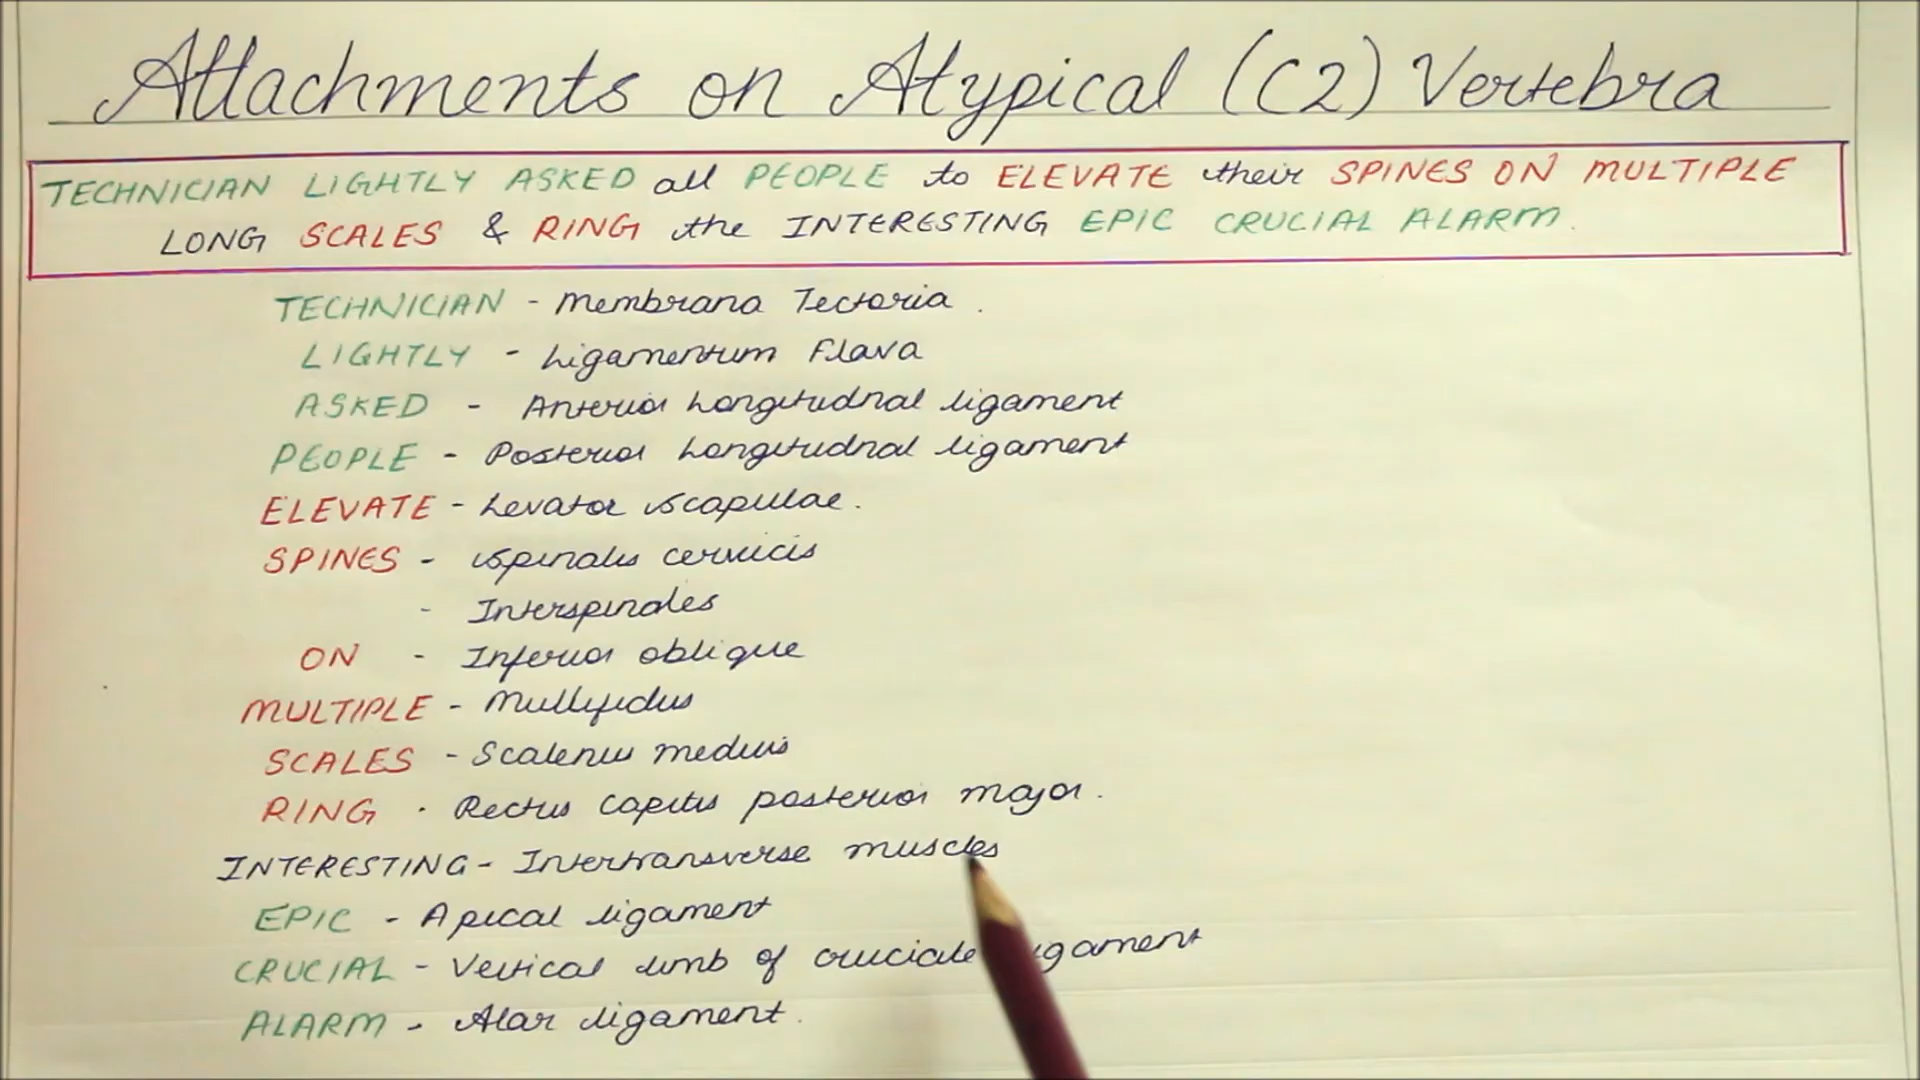 Attachments on Atypical (C2) Vertebra
TECHNICIAN LIGHTLY ASKED all PEOPLE to ELEVATE their SPINES ON MULTIPLE
LONG SCALES & RING the INTERESTING EPIC CRUCIAL ALARM.
TECHNICIAN - Membrana Tectoria.
LIGHTLY - Ligamentum Flava
ASKED - Anterior Longitudnal ligament
PEOPLE - Posterior Longitudnal ligament
ELEVATE - Levator scapulae.
SPINES - Spinalis cervicis
- Interspinales
ON - Inferior oblique
MULTIPLE - Multifidus
SCALES - Scalenus medius
RING - Rectus capitis posterior major.
INTERESTING - Intertransverse muscles
EPIC - Apical ligament
CRUCIAL - Vertical limb of cruciate ligament
ALARM - Alar ligament.